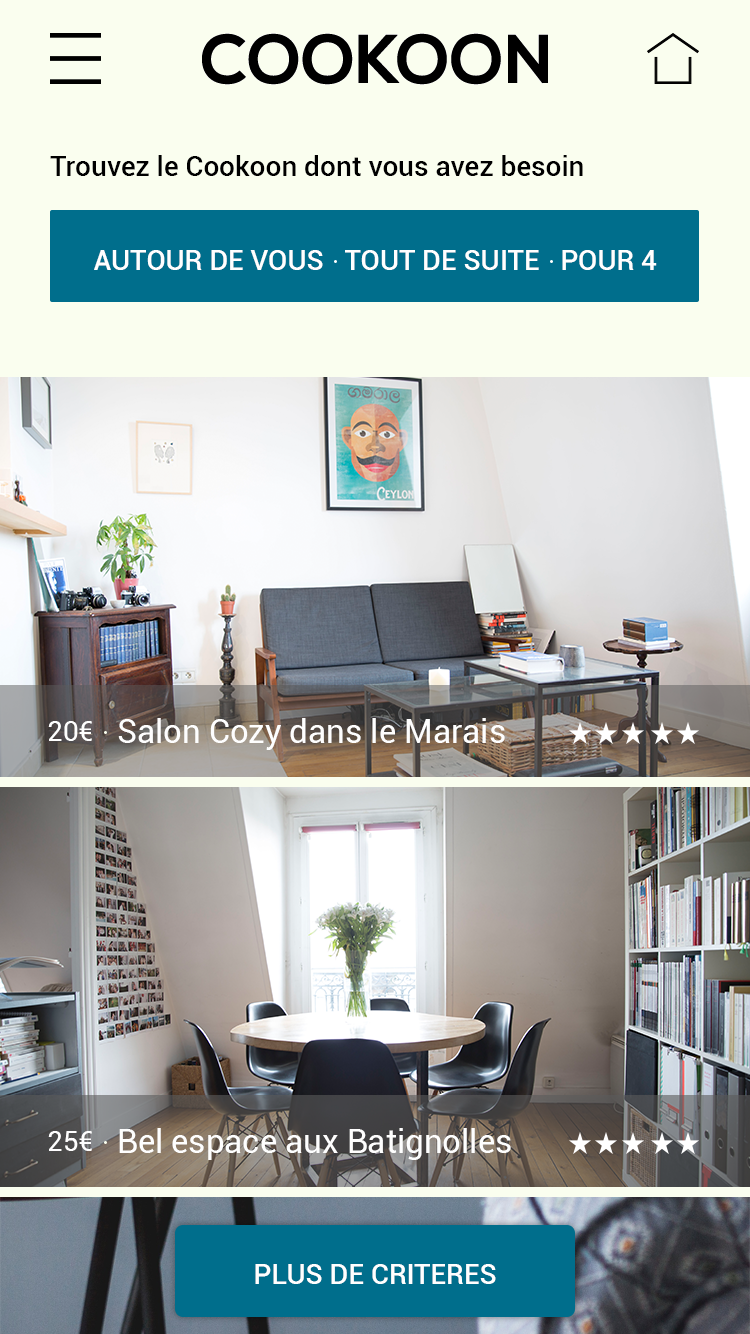 COOKOON
Trouvez le Cookoon dont vous avez besoin
AUTOUR DE VOUS · TOUT DE SUITE · POUR 4
ගමරාල
CEYLON
20€ · Salon Cozy dans le Marais ★★★★★
25€ · Bel espace aux Batignolles ★★★★★
PLUS DE CRITERES